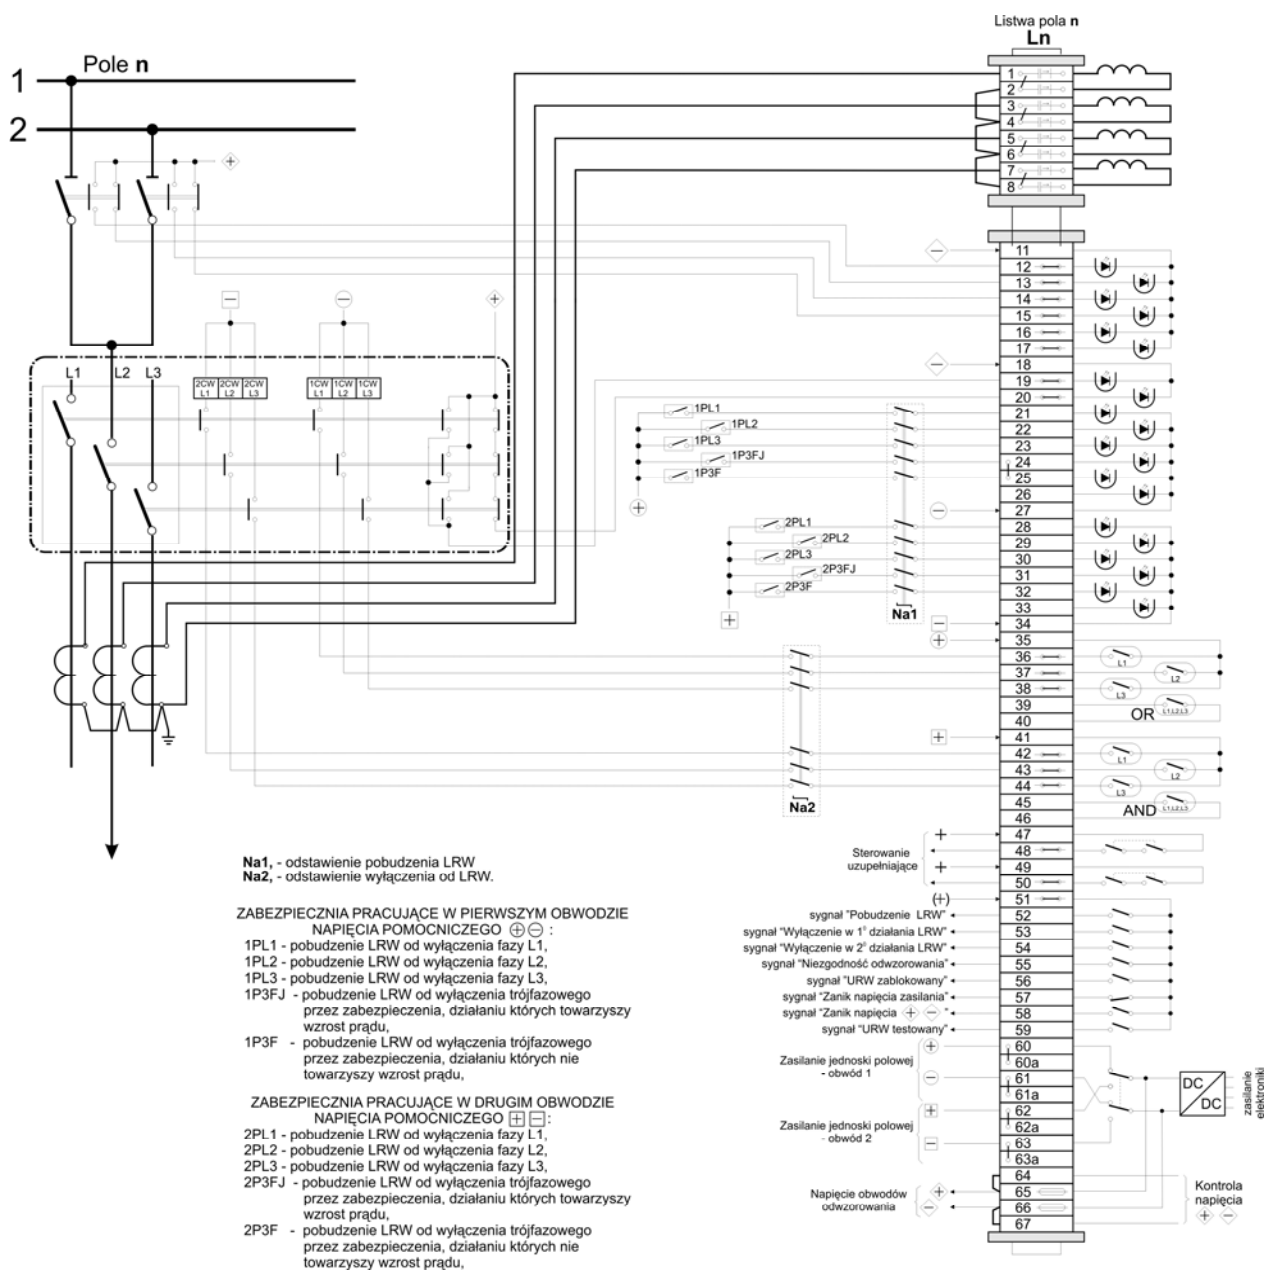 Listwa pola n
Ln
Pole n
1
2
1
2
3
4
5
6
7
8
11
12
13
14
15
16
17
18
19
20
21
22
23
24
25
26
27
28
29
30
31
32
33
34
35
36
37
38
39
40
41
42
43
44
45
46
47
48
49
50
51
52
53
54
55
56
57
58
59
60
60a
61
61a
62
62a
63
63a
64
65
66
67
L1 L2 L3
2CW L1 2CW L2 2CW L3
1CW L1 1CW L2 1CW L3
1PL1
1PL2
1PL3
1P3FJ
1P3F
2PL1
2PL2
2PL3
2P3FJ
2P3F
Na1
Na2
L1
L2
L3
L1,L2,L3
OR
L1
L2
L3
L1,L2,L3
AND
Sterowanie
uzupełniające
+
+
(+)
sygnał "Pobudzenie LRW"
sygnał "Wyłączenie w 1° działania LRW"
sygnał "Wyłączenie w 2° działania LRW"
sygnał "Niezgodność odwzorowania"
sygnał "URW zablokowany"
sygnał "Zanik napięcia zasilania"
sygnał "Zanik napięcia + - "
sygnał "URW testowany"
Zasilanie jednoski polowej
- obwód 1
Zasilanie jednoski polowej
- obwód 2
Napięcie obwodów
odwzorowania
DC
DC
zasilanie
elektroniki
Kontrola
napięcia
+ -
Na1, - odstawienie pobudzenia LRW
Na2, - odstawienie wyłączenia od LRW.
ZABEZPIECZNIA PRACUJĄCE W PIERWSZYM OBWODZIE
NAPIĘCIA POMOCNICZEGO ⊕⊖ :
1PL1 - pobudzenie LRW od wyłączenia fazy L1,
1PL2 - pobudzenie LRW od wyłączenia fazy L2,
1PL3 - pobudzenie LRW od wyłączenia fazy L3,
1P3FJ - pobudzenie LRW od wyłączenia trójfazowego
przez zabezpieczenia, działaniu których towarzyszy
wzrost prądu,
1P3F - pobudzenie LRW od wyłączenia trójfazowego
przez zabezpieczenia, działaniu których nie
towarzyszy wzrost prądu,
ZABEZPIECZNIA PRACUJĄCE W DRUGIM OBWODZIE
NAPIĘCIA POMOCNICZEGO ⊞⊟:
2PL1 - pobudzenie LRW od wyłączenia fazy L1,
2PL2 - pobudzenie LRW od wyłączenia fazy L2,
2PL3 - pobudzenie LRW od wyłączenia fazy L3,
2P3FJ - pobudzenie LRW od wyłączenia trójfazowego
przez zabezpieczenia, działaniu których towarzyszy
wzrost prądu,
2P3F - pobudzenie LRW od wyłączenia trójfazowego
przez zabezpieczenia, działaniu których nie
towarzyszy wzrost prądu,